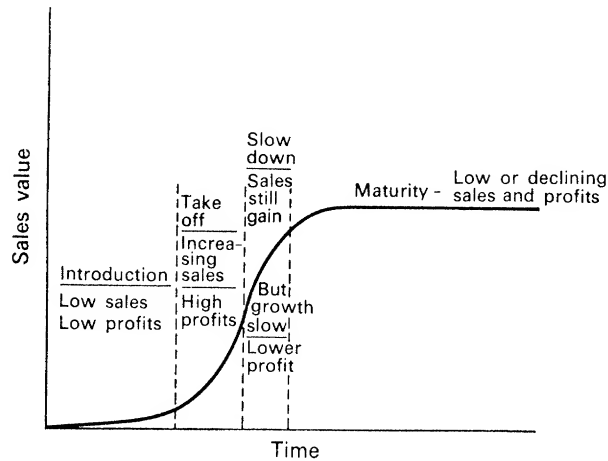 Sales value
Introduction
Low sales
Low profits
Take
off
Increa-
sing
sales
High
profits
Slow
down
Sales
still
gain
But
growth
slow
Lower
profit
Maturity - Low or declining
sales and profits
Time